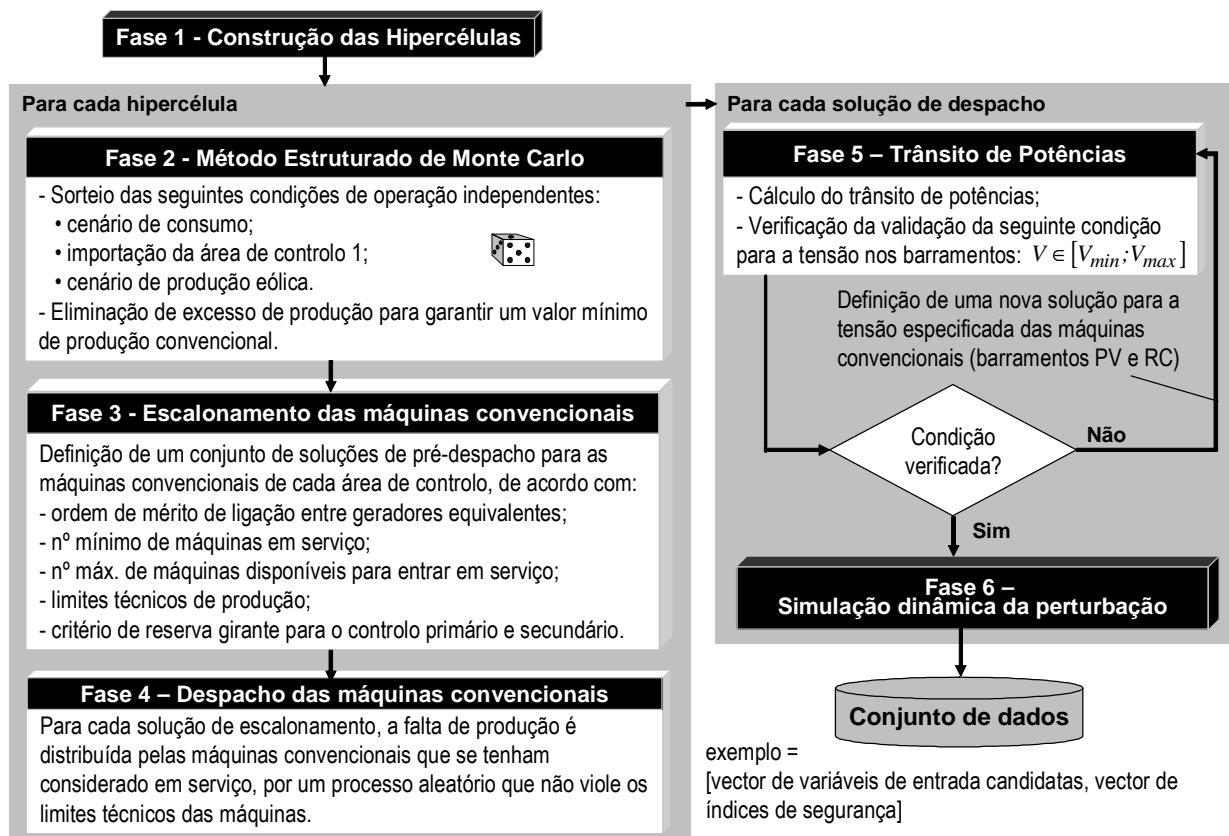 Fase 1 - Construção das Hipercélulas
Para cada hipercélula
Fase 2 - Método Estruturado de Monte Carlo
- Sorteio das seguintes condições de operação independentes:
• cenário de consumo;
• importação da área de controlo 1;
• cenário de produção eólica.
- Eliminação de excesso de produção para garantir um valor mínimo
de produção convencional.
Fase 3 - Escalonamento das máquinas convencionais
Definição de um conjunto de soluções de pré-despacho para as
máquinas convencionais de cada área de controlo, de acordo com:
- ordem de mérito de ligação entre geradores equivalentes;
- nº mínimo de máquinas em serviço;
- nº máx. de máquinas disponíveis para entrar em serviço;
- limites técnicos de produção;
- critério de reserva girante para o controlo primário e secundário.
Fase 4 – Despacho das máquinas convencionais
Para cada solução de escalonamento, a falta de produção é
distribuída pelas máquinas convencionais que se tenham
considerado em serviço, por um processo aleatório que não viole os
limites técnicos das máquinas.
Para cada solução de despacho
Fase 5 – Trânsito de Potências
- Cálculo do trânsito de potências;
- Verificação da validação da seguinte condição
para a tensão nos barramentos: V ∈ [Vmin;Vmax]
Definição de uma nova solução para a
tensão especificada das máquinas
convencionais (barramentos PV e RC)
Condição
verificada?
Não
Sim
Fase 6 –
Simulação dinâmica da perturbação
Conjunto de dados
exemplo =
[vector de variáveis de entrada candidatas, vector de
índices de segurança]